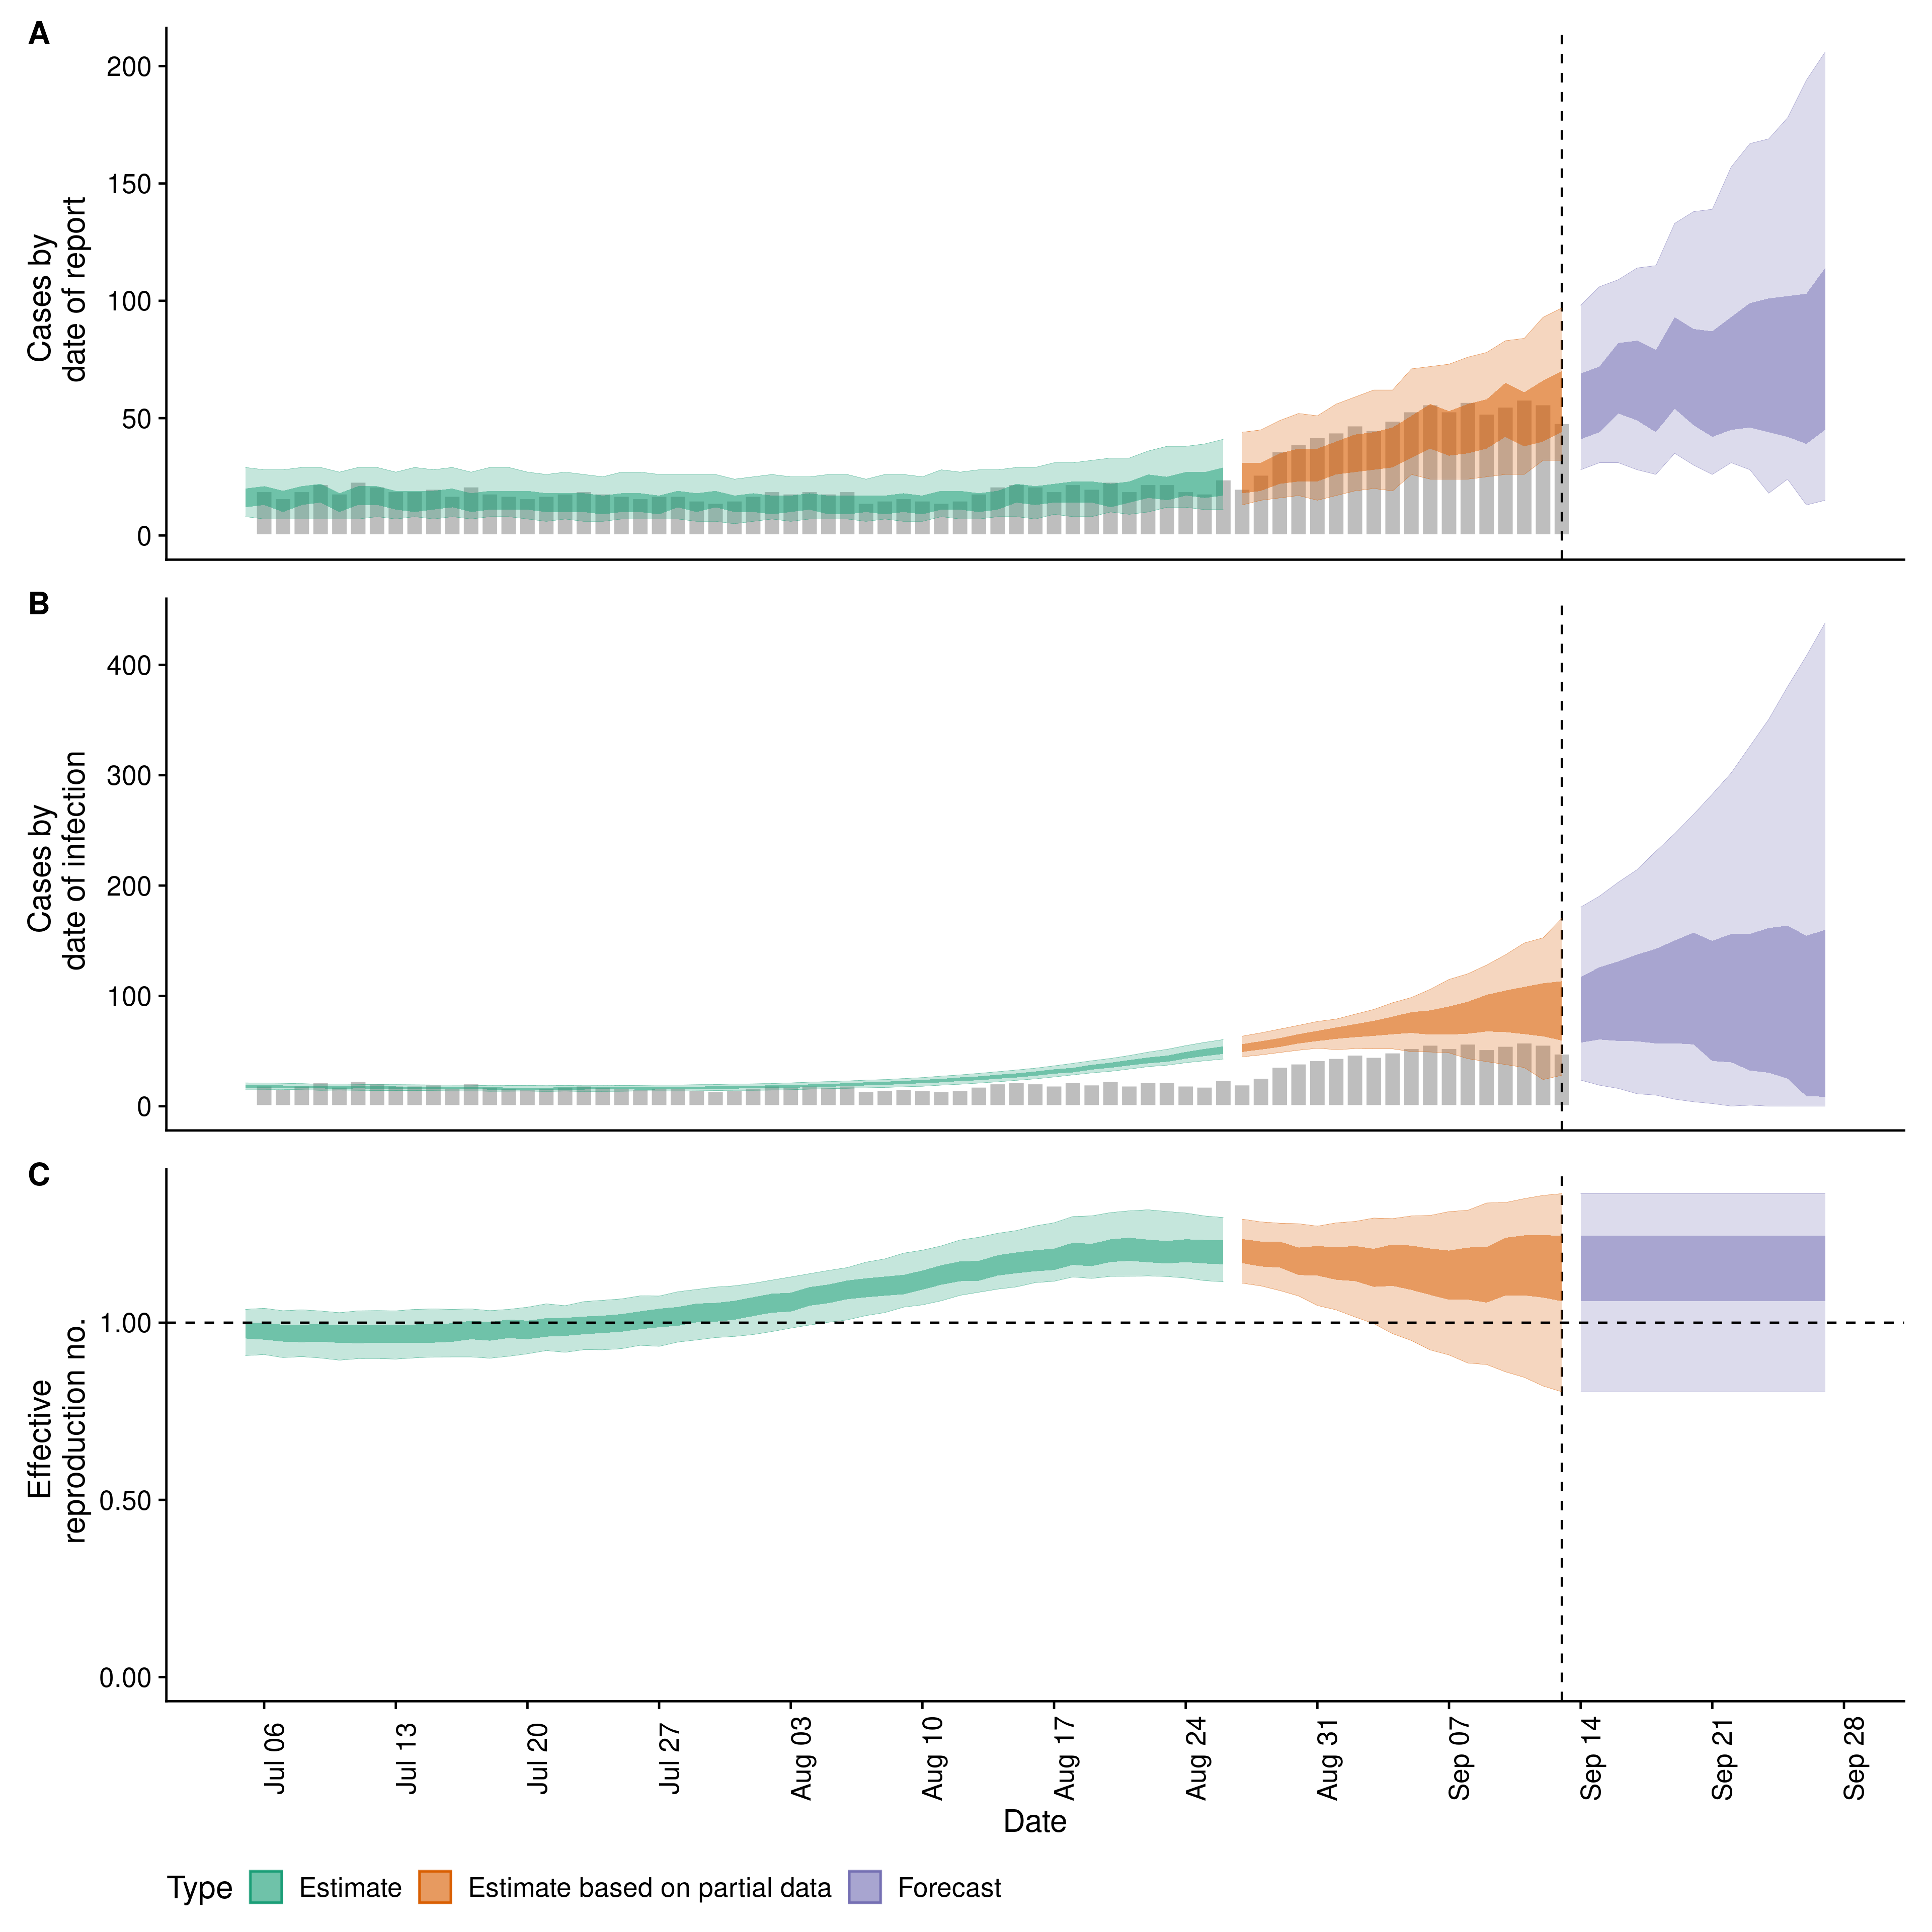 A
Cases by
date of report
200
150
100
50
0
B
Cases by
date of infection
400
300
200
100
0
C
Effective
reproduction no.
1.00
0.50
0.00
Jul 06
Jul 13
Jul 20
Jul 27
Aug 03
Aug 10
Aug 17
Aug 24
Aug 31
Sep 07
Sep 14
Sep 21
Sep 28
Date
Type Estimate Estimate based on partial data Forecast